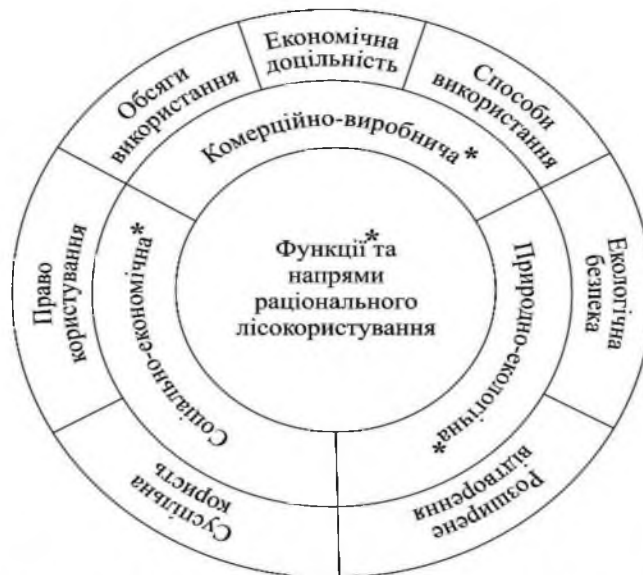 Економічна
доцільність
Способи
використання
Екологічна
безпека
Розширене
відтворення
Суспільна
користь
Право
користування
Обсяги
використання
Комерційно-виробнича*
Природно-екологічна*
Соціально-економічна*
Функції* та
напрями
раціонального
лісокористування